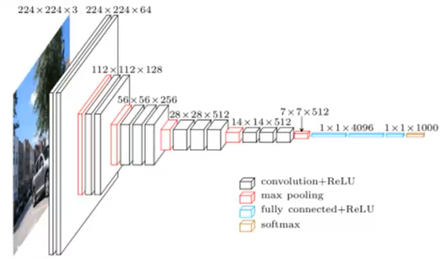 224×224×3 224×224×64
112×112×128
56×56×256
28×28×512
14×14×512
7×7×512
1×1×4096 1×1×1000
convolution+ReLU
max pooling
fully connected+ReLU
softmax